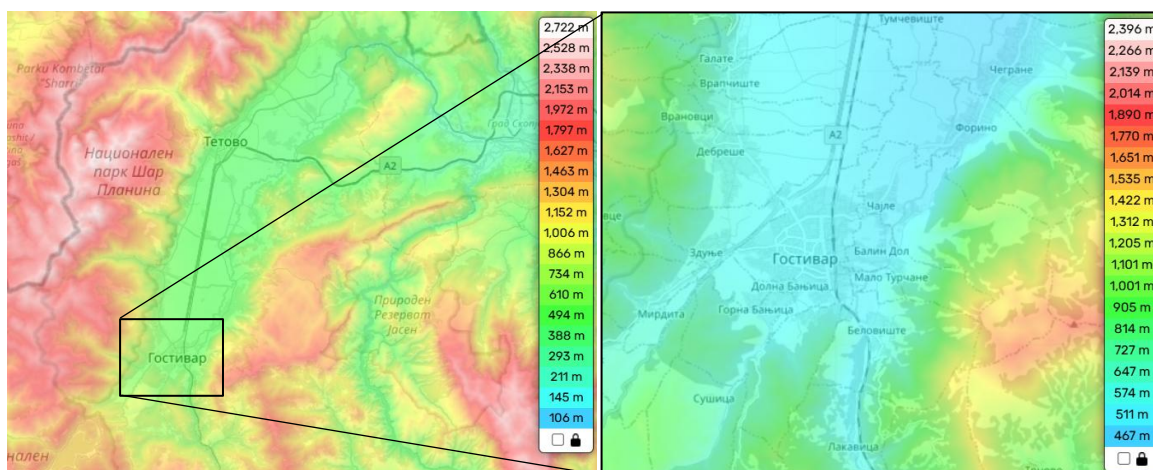 Parku Kombëtar
"Sharr
Национален
парк Шар
Планина
Тетово
Град Скоп
A2
Природен
Резерват
Јасен
Гостивар
нален
2,722 m
2,528 m
2,338 m
2,153 m
1,972 m
1,797 m
1,627 m
1,463 m
1,304 m
1,152 m
1,006 m
866 m
734 m
610 m
494 m
388 m
293 m
211 m
145 m
106 m
Тумчевиште
Галате
Чегране
Врапчиште
Врановци
A2
Форино
Дебреше
Чајле
вце
Здуње
Балин Дол
Гостивар
Мало Турчане
Долна Бањица
Мирдита
Горна Бањица
Беловиште
Сушица
Лакавица
2,396 m
2,266 m
2,139 m
2,014 m
1,890 m
1,770 m
1,651 m
1,535 m
1,422 m
1,312 m
1,205 m
1,101 m
1,001 m
905 m
814 m
727 m
647 m
574 m
511 m
467 m